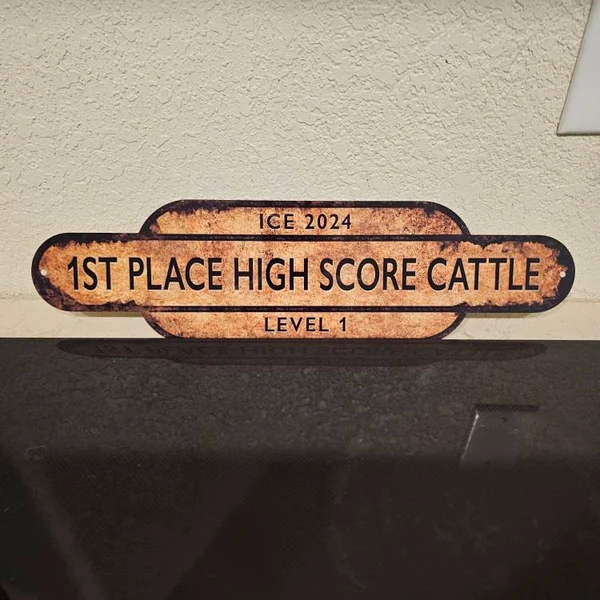 ICE 2024
1ST PLACE HIGH SCORE CATTLE
LEVEL 1